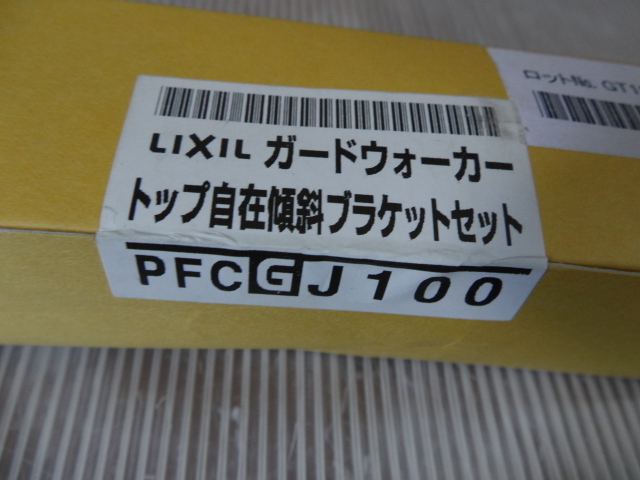 ロットNo. GT1
LIXIL ガードウォーカー
トップ自在傾斜ブラケットセット
PFCGJ100